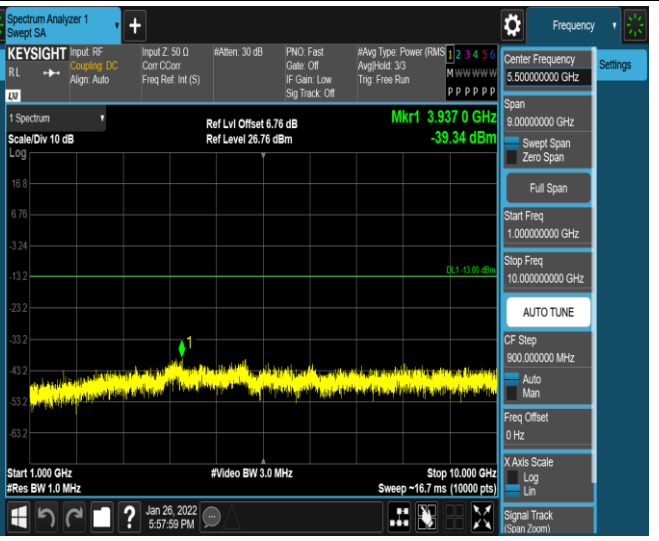 Spectrum Analyzer 1
Swept SA
Frequency
KEYSIGHT
RL
Input: RF
Coupling: DC
Align: Auto
Input Z: 50 Ω
Corr CCorr
Freq Ref: Int (S)
#Atten: 30 dB
PNO: Fast
Gate: Off
IF Gain: Low
Sig Track: Off
#Avg Type: Power (RMS
Avg|Hold: 3/3
Trig: Free Run
1 2 3 4 5 6
M W W W W W
P P P P P P
LXI
1 Spectrum
Scale/Div 10 dB
Ref Lvl Offset 6.76 dB
Ref Level 26.76 dBm
Mkr1 3.937 0 GHz
-39.34 dBm
Log
16.8
6.76
-3.24
-13.2
-23.2
-33.2
-43.2
-53.2
-63.2
DL1 -13.00 dBm
1
Start 1.000 GHz
#Res BW 1.0 MHz
#Video BW 3.0 MHz
Stop 10.000 GHz
Sweep ~16.7 ms (10000 pts)
Center Frequency
5.500000000 GHz
Span
9.00000000 GHz
Swept Span
Zero Span
Full Span
Start Freq
1.000000000 GHz
Stop Freq
10.000000000 GHz
AUTO TUNE
CF Step
900.000000 MHz
Auto
Man
Freq Offset
0 Hz
X Axis Scale
Log
Lin
Signal Track
(Span Zoom)
Settings
Jan 26, 2022
5:57:59 PM